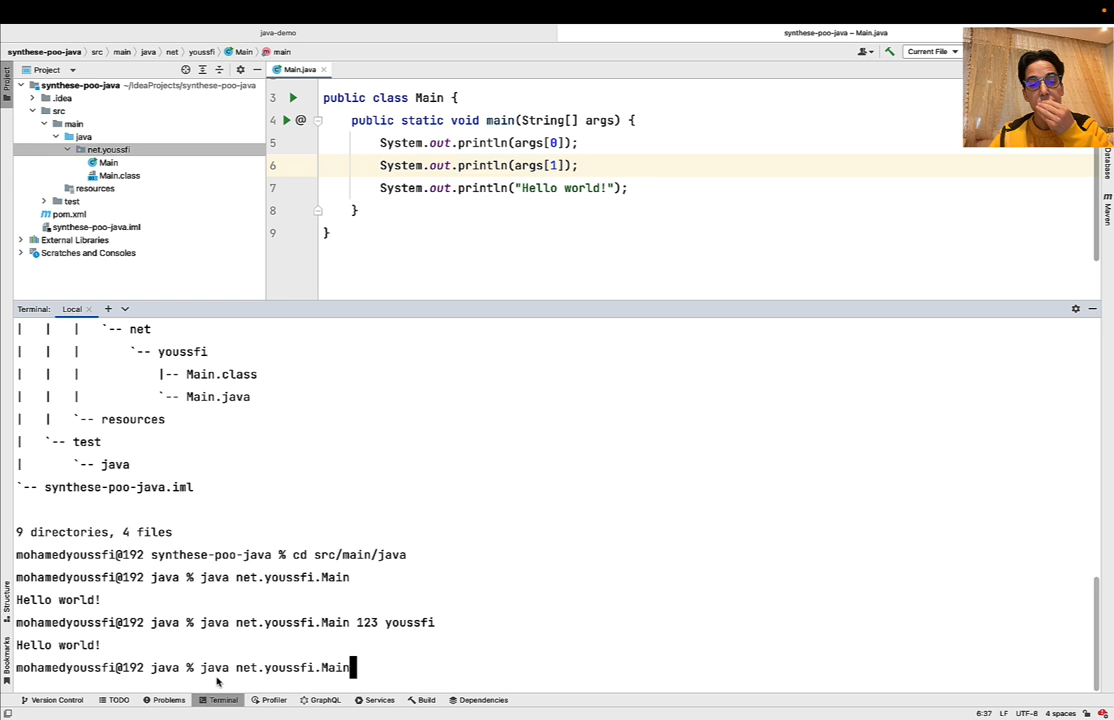 java-demo
synthese-poo-java – Main.java
synthese-poo-java
src
main
java
net
youssfi
Main
main
Current File
Project
Project
Main.java
synthese-poo-java ~/IdeaProjects/synthese-poo-java
.idea
src
main
java
net.youssfi
Main
Main.class
resources
test
pom.xml
synthese-poo-java.iml
External Libraries
Scratches and Consoles
3 public class Main {
4 public static void main(String[] args) {
5 System.out.println(args[0]);
6 System.out.println(args[1]);
7 System.out.println("Hello world!");
8 }
9 }
Database
Maven
Terminal: Local
| | | `-- net
| | | `-- youssfi
| | | |-- Main.class
| | | `-- Main.java
| | `-- resources
| `-- test
| `-- java
`-- synthese-poo-java.iml
9 directories, 4 files
mohamedyoussfi@192 synthese-poo-java % cd src/main/java
mohamedyoussfi@192 java % java net.youssfi.Main
Hello world!
mohamedyoussfi@192 java % java net.youssfi.Main 123 youssfi
Hello world!
mohamedyoussfi@192 java % java net.youssfi.Main
Structure
Bookmarks
Version Control
TODO
Problems
Terminal
Profiler
GraphQL
Services
Build
Dependencies
6:37 LF UTF-8 4 spaces